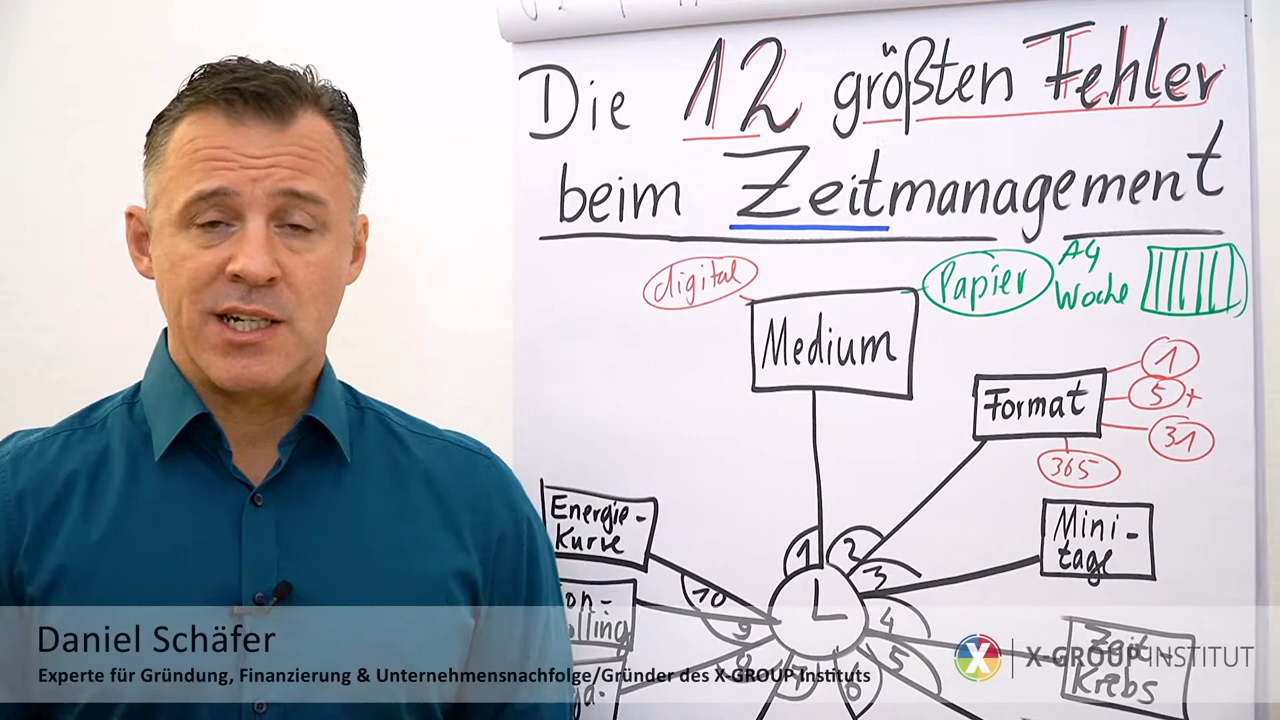 Die 12 größten Fehler
beim Zeitmanagement
digital
Papier
A4
Woche
Medium
Format
1
5+
31
365
Energie-
Kurve
Mini-
tage
1
2
3
4
5
6
10
9
Zeit
Krebs
Daniel Schäfer
Experte für Gründung, Finanzierung & Unternehmensnachfolge/Gründer des X-GROUP Instituts
X
X-GROUP INSTITUT